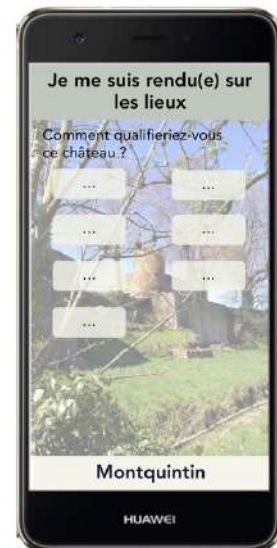 Je me suis rendu(e) sur
les lieux
Comment qualifieriez-vous
ce château ?
... ...
... ...
... ...
...
Montquintin
HUAWEI